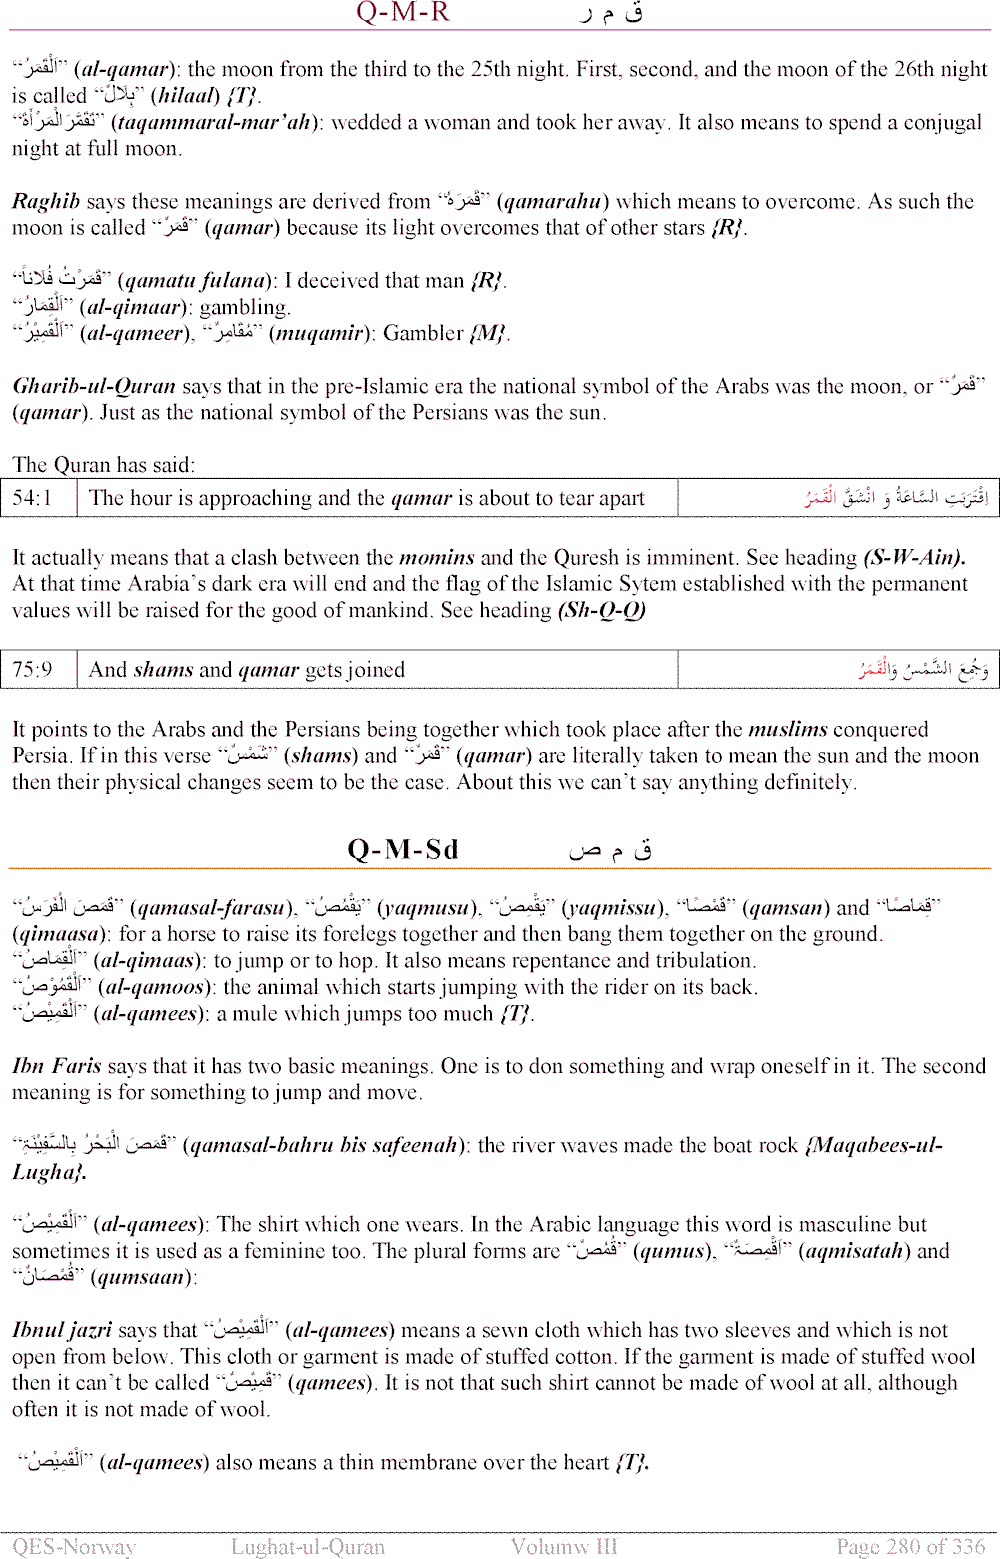 Q-M-R ق م ر
“اَلْقَمَرُ” (al-qamar): the moon from the third to the 25th night. First, second, and the moon of the 26th night
is called “ہِلَالٌ” (hilaal) {T}.
“تَقَمَّرَ الْمَرْأَۃَ” (taqammaral-mar’ah): wedded a woman and took her away. It also means to spend a conjugal
night at full moon.
Raghib says these meanings are derived from “قَمَرَہٗ” (qamarahu) which means to overcome. As such the
moon is called “قَمَرٌ” (qamar) because its light overcomes that of other stars {R}.
“قَمَرْتُ فُلَاناً” (qamatu fulana): I deceived that man {R}.
“اَلْقِمَارُ” (al-qimaar): gambling.
“اَلْقَمِیْرُ” (al-qameer), “مُقَامِرٌ” (muqamir): Gambler {M}.
Gharib-ul-Quran says that in the pre-Islamic era the national symbol of the Arabs was the moon, or “قَمَرٌ”
(qamar). Just as the national symbol of the Persians was the sun.
The Quran has said:
54:1 The hour is approaching and the qamar is about to tear apart اِقْتَرَبَتِ السَّاعَۃُ وَ انْشَقَّ الْقَمَرُ
It actually means that a clash between the momins and the Quresh is imminent. See heading (S-W-Ain).
At that time Arabia’s dark era will end and the flag of the Islamic Sytem established with the permanent
values will be raised for the good of mankind. See heading (Sh-Q-Q)
75:9 And shams and qamar gets joined وَجُمِعَ الشَّمْسُ وَالْقَمَرُ
It points to the Arabs and the Persians being together which took place after the muslims conquered
Persia. If in this verse “شَمْسٌ” (shams) and “قَمَرٌ” (qamar) are literally taken to mean the sun and the moon
then their physical changes seem to be the case. About this we can’t say anything definitely.
Q-M-Sd ق م ص
“قَمَصَ الْفَرَسُ” (qamasal-farasu), “یَقْمُصُ” (yaqmusu), “یَقْمِصُ” (yaqmissu), “قَمْصًا” (qamsan) and “قِمَاصًا”
(qimaasa): for a horse to raise its forelegs together and then bang them together on the ground.
“اَلْقِمَاصُ” (al-qimaas): to jump or to hop. It also means repentance and tribulation.
“اَلْقَمُوْصُ” (al-qamoos): the animal which starts jumping with the rider on its back.
“اَلْقَمِیْصُ” (al-qamees): a mule which jumps too much {T}.
Ibn Faris says that it has two basic meanings. One is to don something and wrap oneself in it. The second
meaning is for something to jump and move.
“قَمَصَ الْبَحْرُ بِالسَّفِیْنَۃِ” (qamasal-bahru bis safeenah): the river waves made the boat rock {Maqabees-ul-
Lugha}.
“اَلْقَمِیْصُ” (al-qamees): The shirt which one wears. In the Arabic language this word is masculine but
sometimes it is used as a feminine too. The plural forms are “قُمُصٌ” (qumus), “اَقْمِصَۃٌ” (aqmisatah) and
“قُمْصَانٌ” (qumsaan):
Ibnul jazri says that “اَلْقَمِیْصُ” (al-qamees) means a sewn cloth which has two sleeves and which is not
open from below. This cloth or garment is made of stuffed cotton. If the garment is made of stuffed wool
then it can’t be called “قَمِیْصٌ” (qamees). It is not that such shirt cannot be made of wool at all, although
often it is not made of wool.
“اَلْقَمِیْصُ” (al-qamees) also means a thin membrane over the heart {T}.
QES-Norway Lughat-ul-Quran Volumw III Page 280 of 336